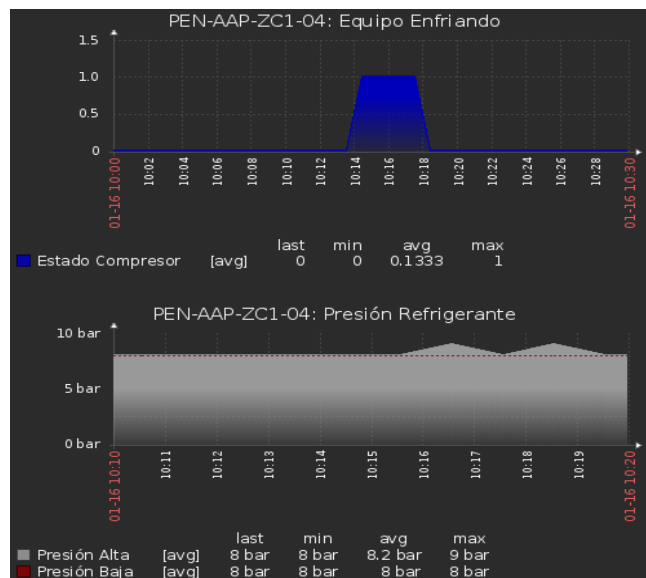 PEN-AAP-ZC1-04: Equipo Enfriando
1.5
1.0
0.5
0
01-16 10:00 10:02 10:04 10:06 10:08 10:10 10:12 10:14 10:16 10:18 10:20 10:22 10:24 10:26 10:28 01-16 10:30
last min avg max
Estado Compresor [avg] 0 0 0.1333 1
PEN-AAP-ZC1-04: Presión Refrigerante
10 bar
5 bar
0 bar
01-16 10:10 10:11 10:12 10:13 10:14 10:15 10:16 10:17 10:18 10:19 01-16 10:20
last min avg max
Presión Alta [avg] 8 bar 8 bar 8.2 bar 9 bar
Presión Baja [avg] 8 bar 8 bar 8 bar 8 bar